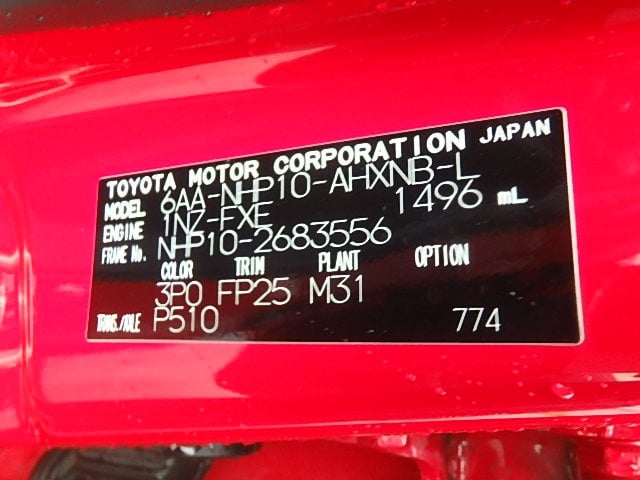 TOYOTA MOTOR CORPORATION JAPAN
MODEL 6AA-NHP10-AHXNB-L
ENGINE 1NZ-FXE 1496 mL
FRAME No. NHP10-2683556
COLOR TRIM PLANT OPTION
3P0 FP25 M31
TRANS./AXLE P510 774